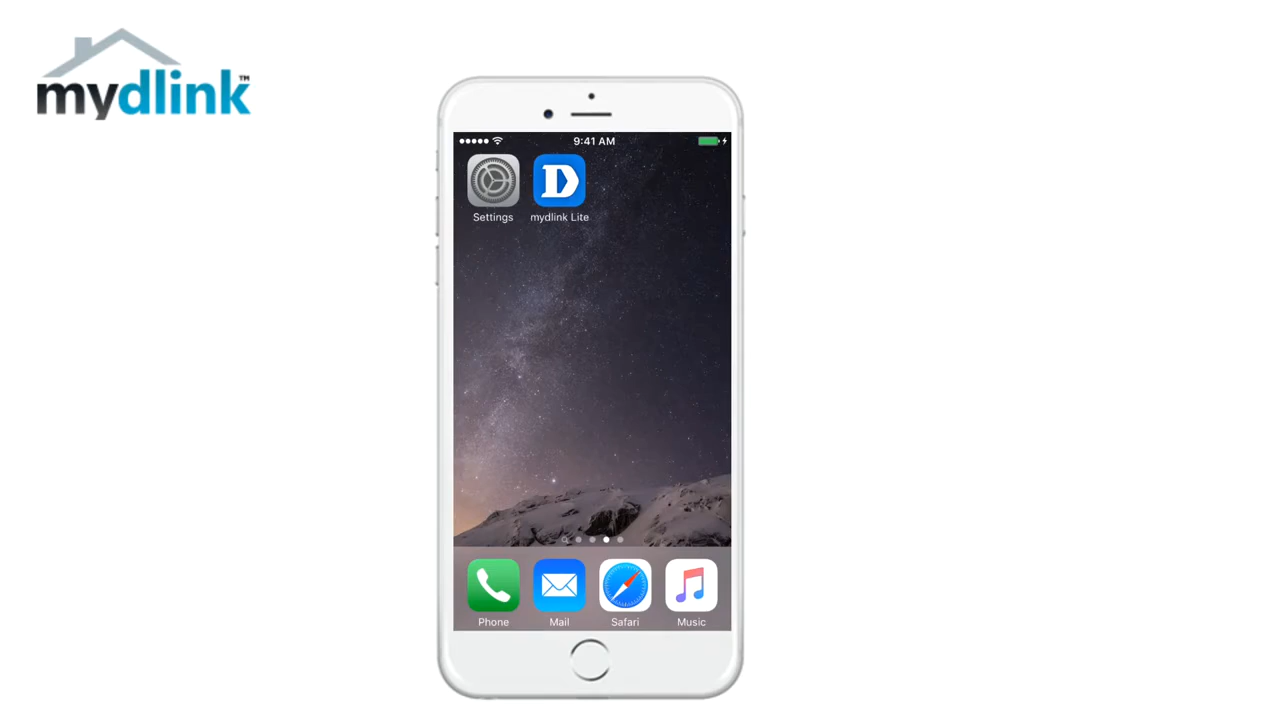 mydlink™
9:41 AM
Settings
mydlink Lite
Phone
Mail
Safari
Music